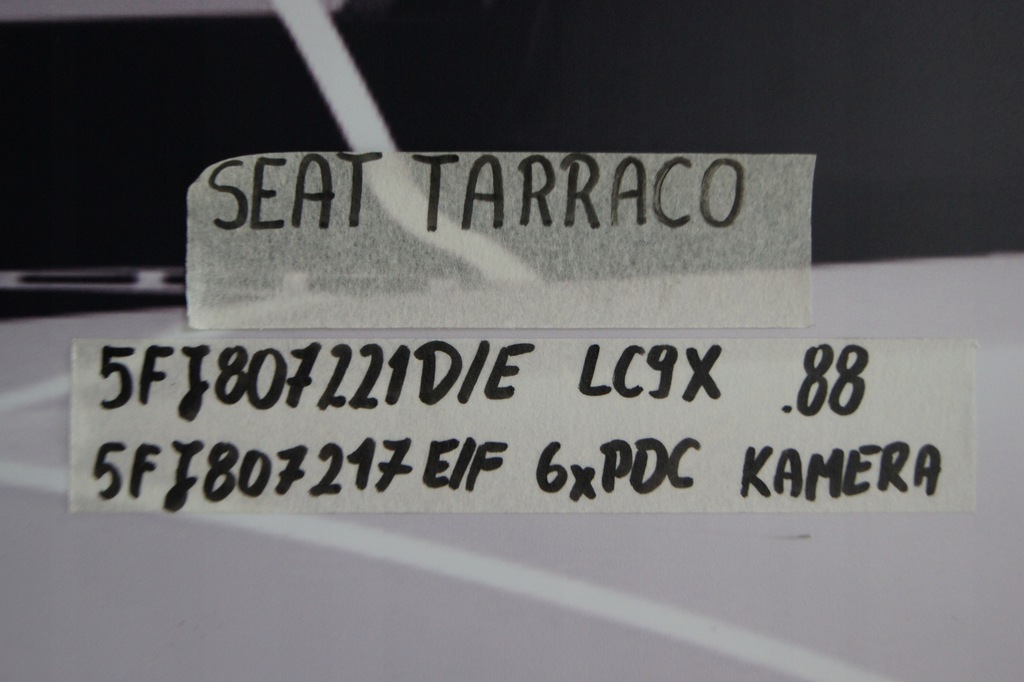 SEAT TARRACO
5FJ807221D/E LC9X .88
5FJ807217E/F 6xPDC KAMERA